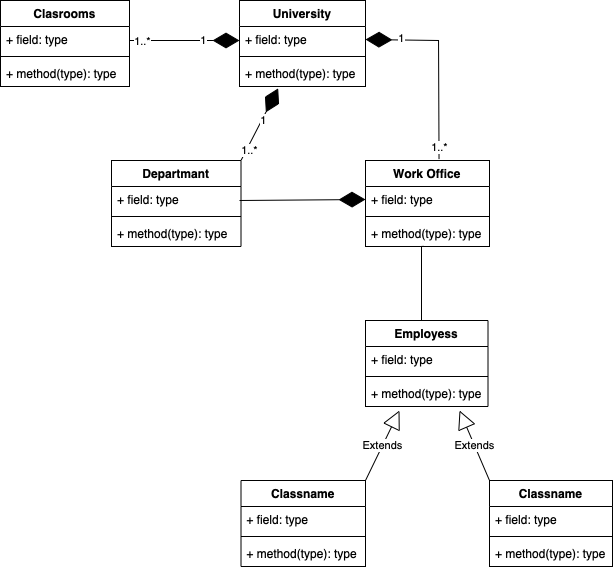 Clasrooms
+ field: type
+ method(type): type
1..*
1
University
+ field: type
+ method(type): type
1
1
1..*
1..*
Departmant
+ field: type
+ method(type): type
Work Office
+ field: type
+ method(type): type
Employess
+ field: type
+ method(type): type
Extends
Extends
Classname
+ field: type
+ method(type): type
Classname
+ field: type
+ method(type): type